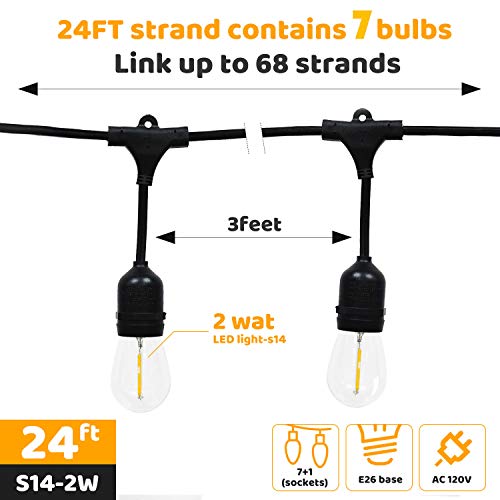 24FT strand contains 7 bulbs
Link up to 68 strands
3feet
2 wat
LED light-s14
24ft
S14-2W
7+1
(sockets)
E26 base
AC 120V